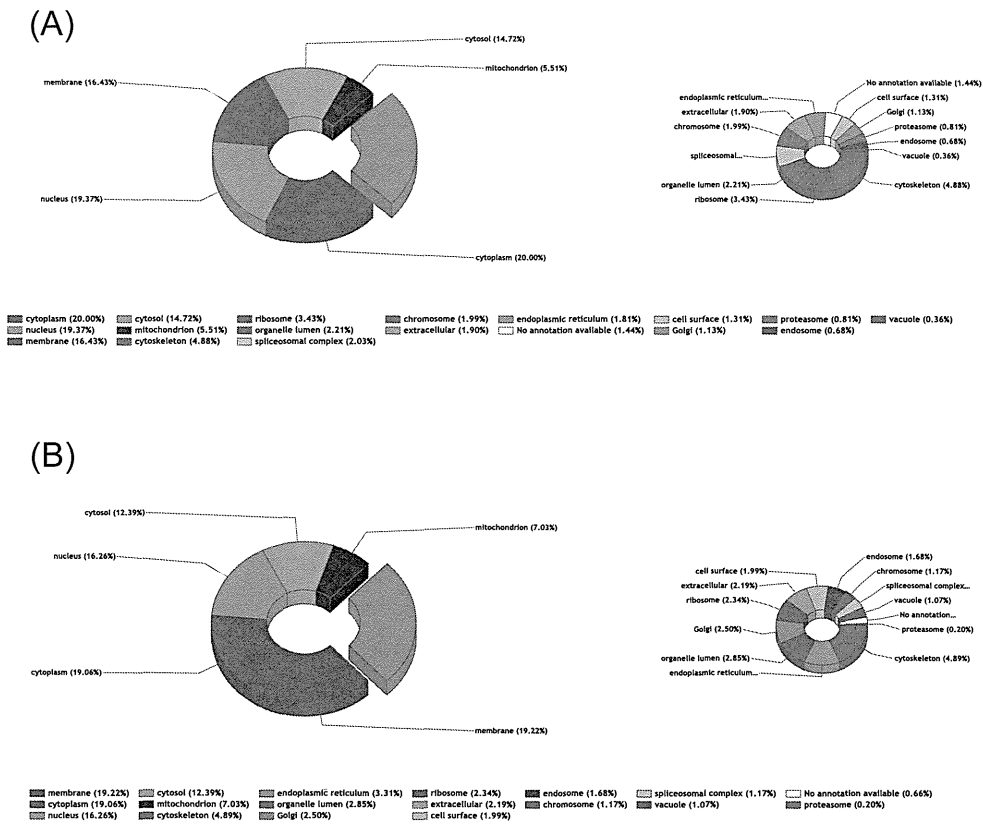 (A)
cytosol (14.72%)
mitochondrion (5.51%)
membrane (16.43%)
nucleus (19.37%)
cytoplasm (20.00%)
No annotation available (1.44%)
endoplasmic reticulum...
cell surface (1.31%)
extracellular (1.90%)
Golgi (1.13%)
chromosome (1.99%)
proteasome (0.81%)
endosome (0.68%)
spliceosomal...
vacuole (0.36%)
organelle lumen (2.21%)
cytoskeleton (4.88%)
ribosome (3.43%)
cytoplasm (20.00%) cytosol (14.72%) ribosome (3.43%) chromosome (1.99%) endoplasmic reticulum (1.81%) cell surface (1.31%) proteasome (0.81%) vacuole (0.36%)
nucleus (19.37%) mitochondrion (5.51%) organelle lumen (2.21%) extracellular (1.90%) No annotation available (1.44%) Golgi (1.13%) endosome (0.68%)
membrane (16.43%) cytoskeleton (4.88%) spliceosomal complex (2.03%)
(B)
cytosol (12.39%)
mitochondrion (7.03%)
nucleus (16.26%)
cytoplasm (19.06%)
membrane (19.22%)
endosome (1.68%)
cell surface (1.99%)
chromosome (1.17%)
extracellular (2.19%)
spliceosomal complex...
ribosome (2.34%)
vacuole (1.07%)
No annotation...
Golgi (2.50%)
proteasome (0.20%)
organelle lumen (2.85%)
cytoskeleton (4.89%)
endoplasmic reticulum...
membrane (19.22%) cytosol (12.39%) endoplasmic reticulum (3.31%) ribosome (2.34%) endosome (1.68%) spliceosomal complex (1.17%) No annotation available (0.66%)
cytoplasm (19.06%) mitochondrion (7.03%) organelle lumen (2.85%) extracellular (2.19%) chromosome (1.17%) vacuole (1.07%) proteasome (0.20%)
nucleus (16.26%) cytoskeleton (4.89%) Golgi (2.50%) cell surface (1.99%)